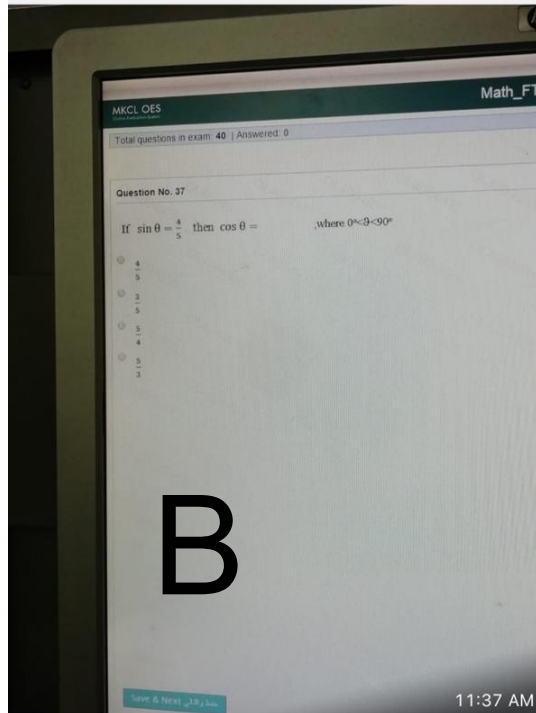 MKCL OES
Math_FT
Total questions in exam: 40 | Answered: 0
Question No. 37
If sin θ = 4/5 then cos θ = ,where 0°<θ<90°
4/5
3/5
5/4
5/3
B
Save & Next
11:37 AM